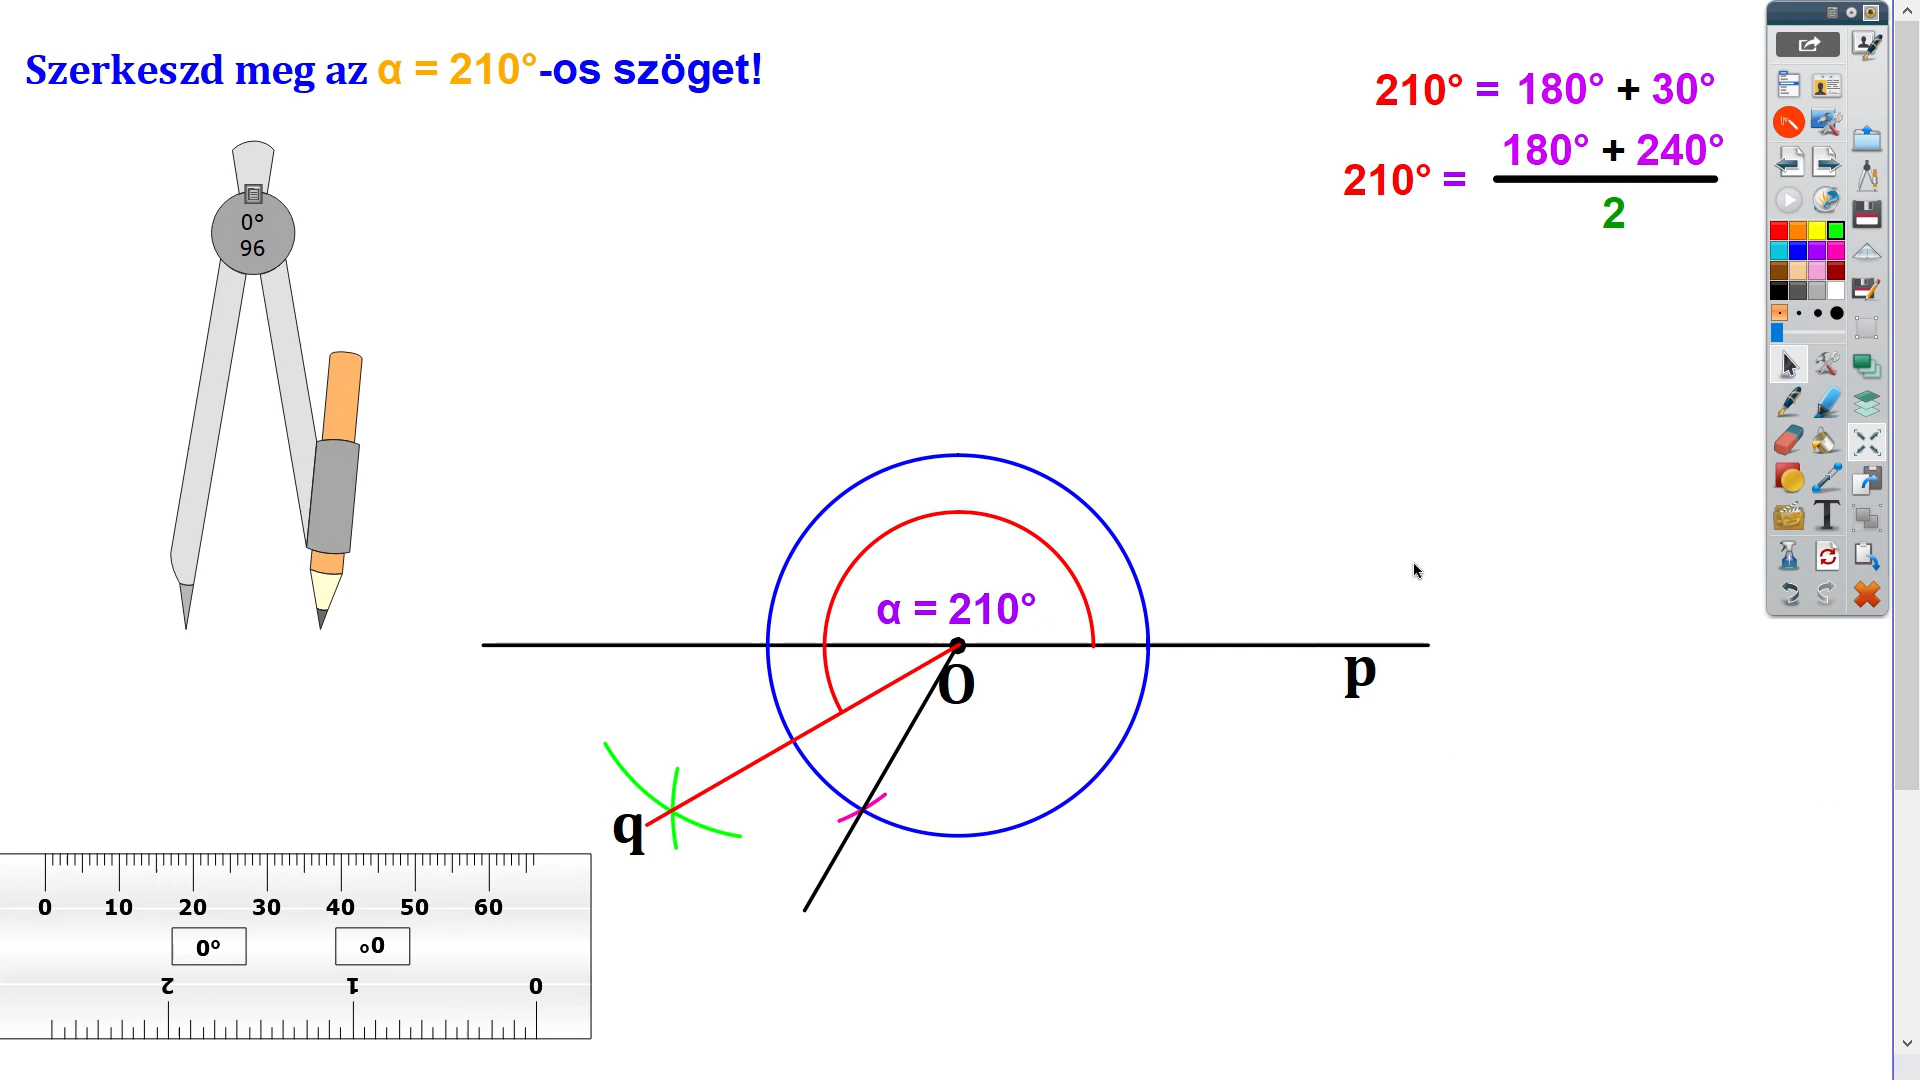 Szerkeszd meg az α = 210°-os szöget!
210° = 180° + 30°
210° = 180° + 240°
2
0°
96
α = 210°
O
p
q
0 10 20 30 40 50 60
0° 0°
2 1 0
T